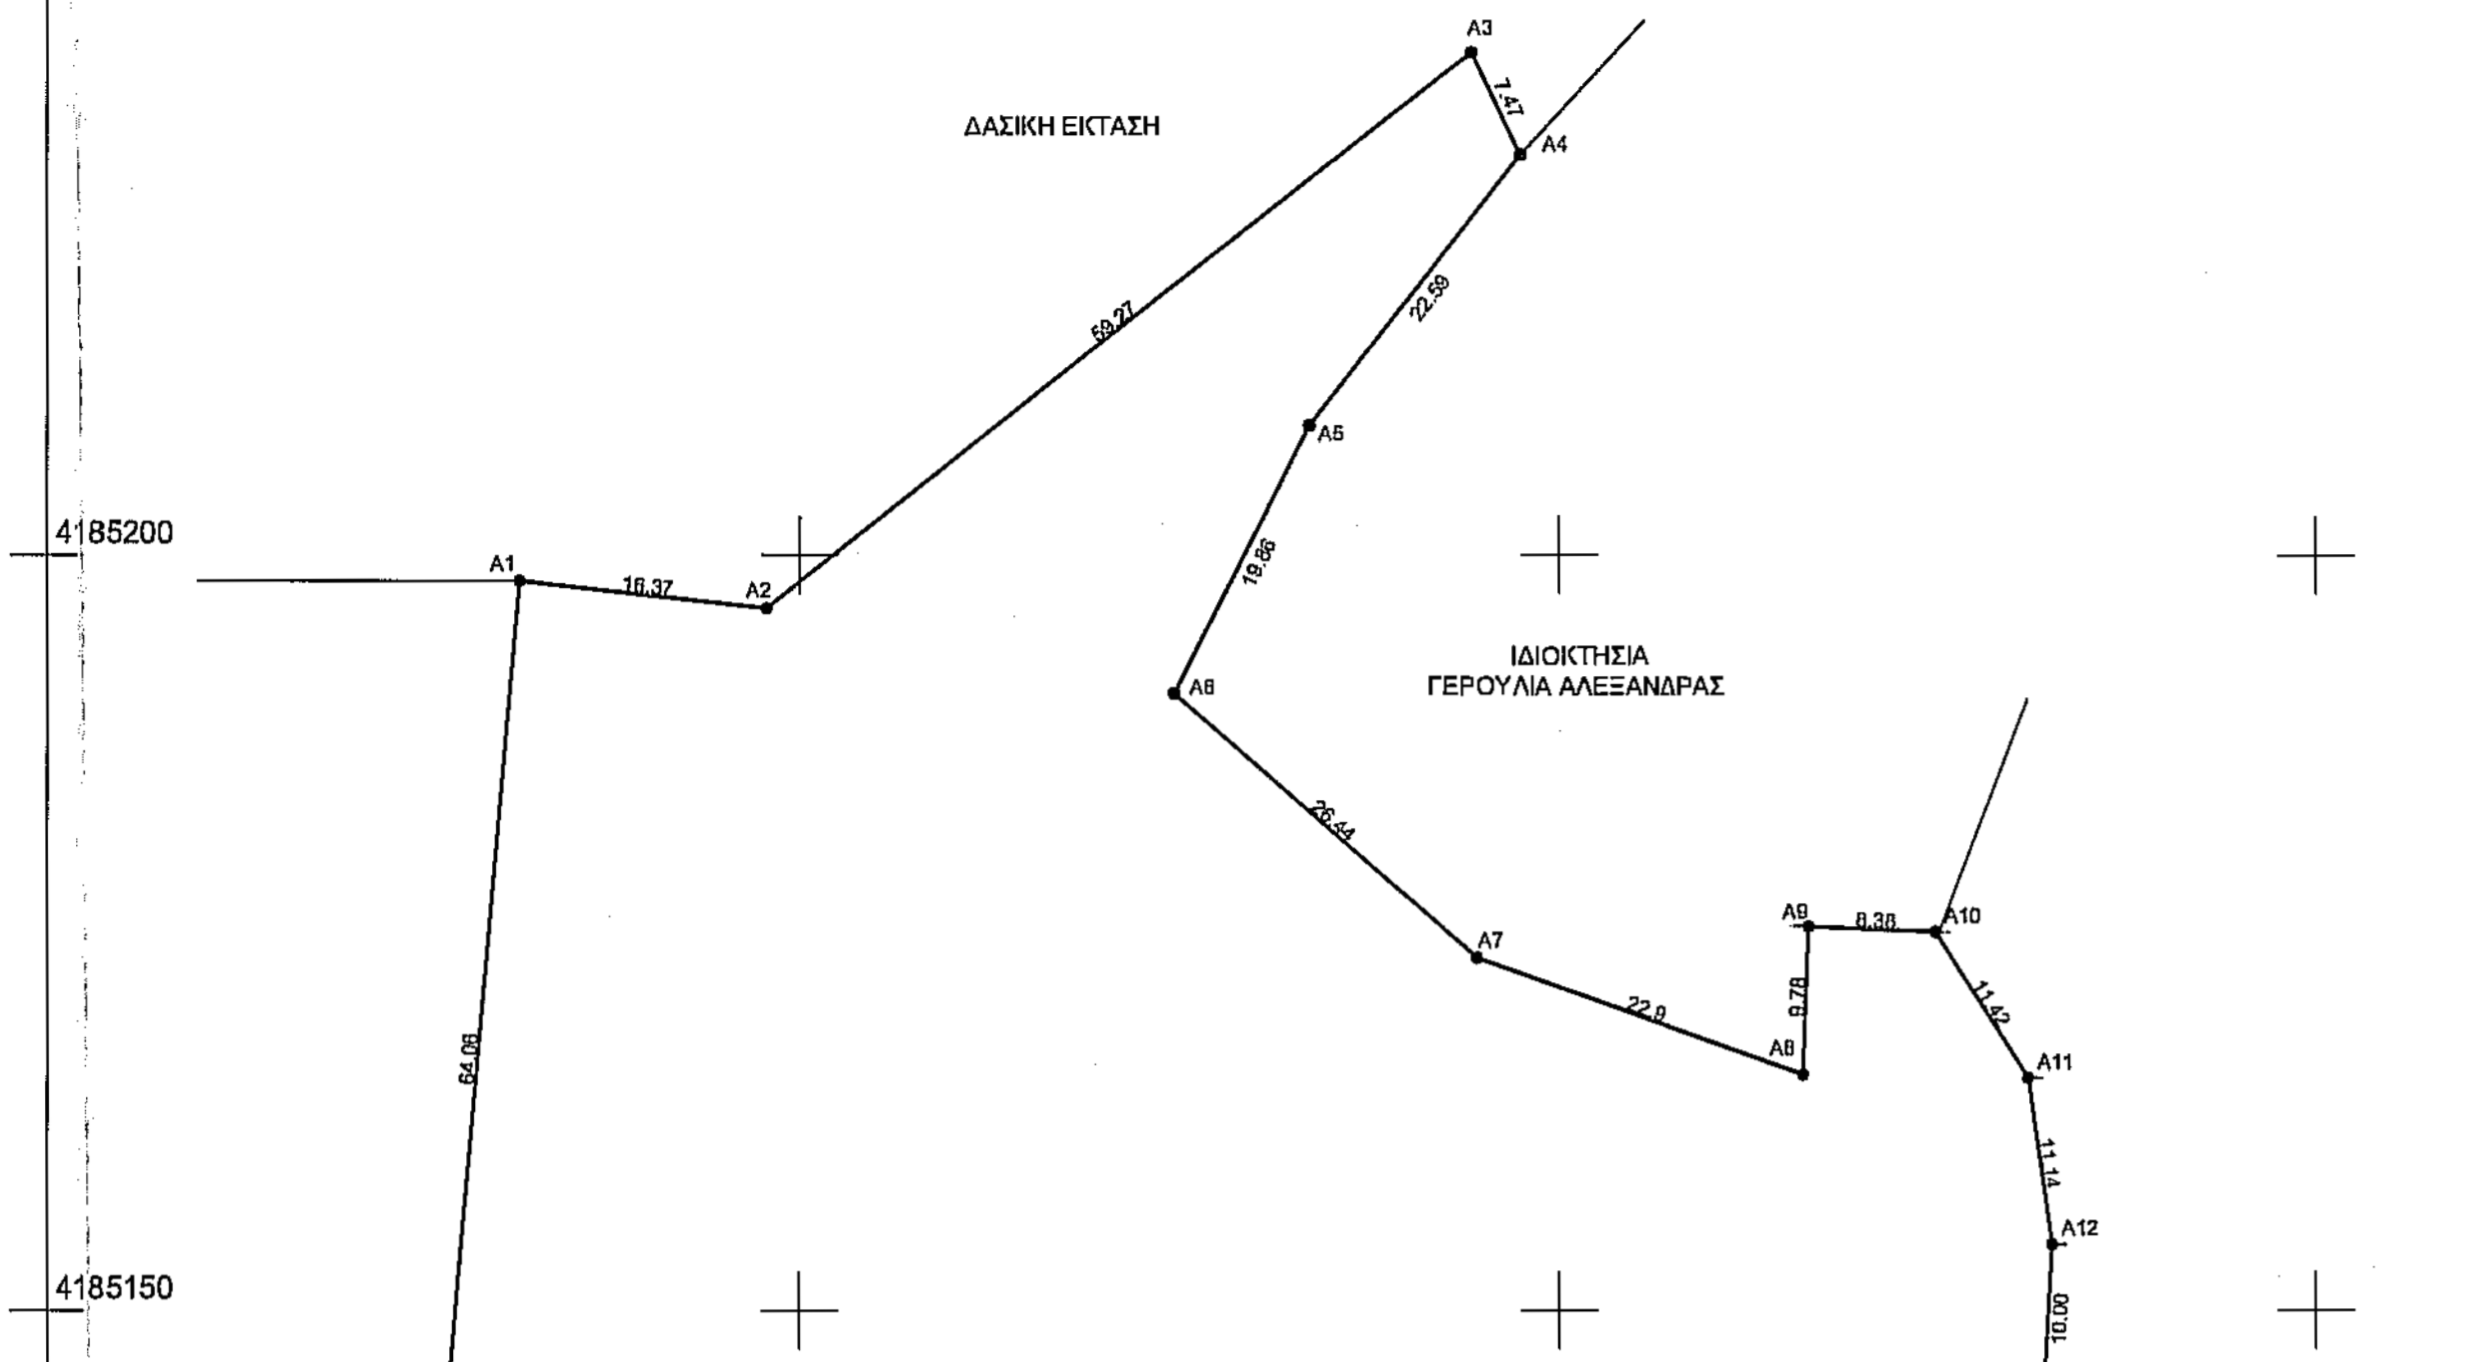 A3
7.47
ΔΑΣΙΚΗ ΕΚΤΑΣΗ
A4
22.59
59.27
A5
4185200
A1
16.37
A2
19.86
ΙΔΙΟΚΤΗΣΙΑ
ΓΕΡΟΥΛΙΑ ΑΛΕΞΑΝΔΡΑΣ
A6
26.44
A9
8.38
A10
A7
9.78
22.9
11.42
64.06
A8
A11
11.14
A12
4185150
10.00